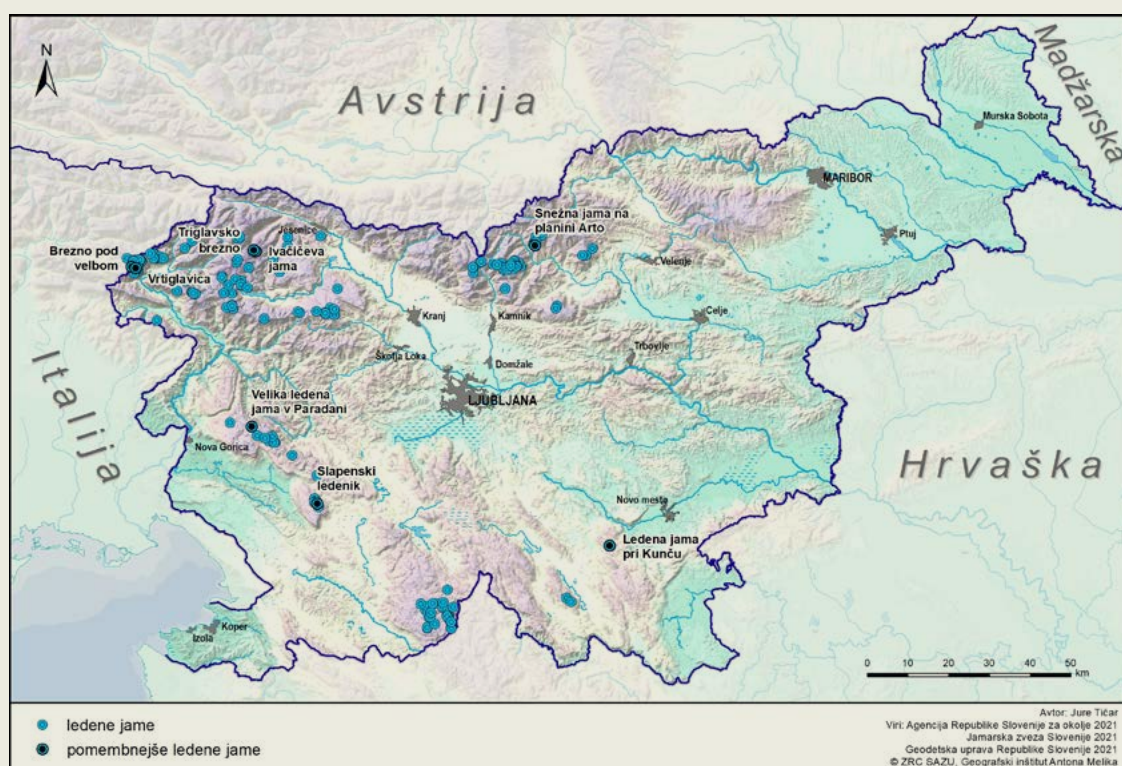 N
Avstrija
Madžarska
Murska Sobota
MARIBOR
Ptuj
Snežna jama na
planini Arto
Triglavsko
brezno
Jesenice
Ivačičeva
jama
Brezno pod
velbom
Vrtiglavica
Velenje
Celje
Kranj
Kamnik
Škofja Loka
Domžale
Trbovlje
LJUBLJANA
Italija
Velika ledena
jama v Paradani
Nova Gorica
Slapenski
ledenik
Hrvaška
Novo mesto
Ledena jama
pri Kunču
Koper
Izola
0 10 20 30 40 50
km
ledene jame
pomembnejše ledene jame
Avtor: Jure Tičar
Viri: Agencija Republike Slovenije za okolje 2021
Jamarska zveza Slovenije 2021
Geodetska uprava Republike Slovenije 2021
© ZRC SAZU, Geografski inštitut Antona Melika